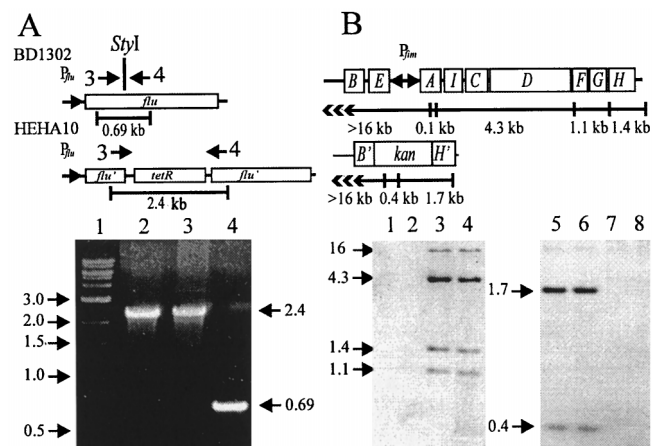 A
BD1302
StyI
Pflu 3 4
flu
0.69 kb
HEHA10
Pflu 3 4
flu' tetR flu'
2.4 kb
1 2 3 4
3.0
2.0
1.5
1.0
0.5
2.4
0.69
B
Pfim
B E A I C D F G H
>16 kb 0.1 kb 4.3 kb 1.1 kb 1.4 kb
B' kan H'
>16 kb 0.4 kb 1.7 kb
1 2 3 4
16
4.3
1.4
1.1
5 6 7 8
1.7
0.4